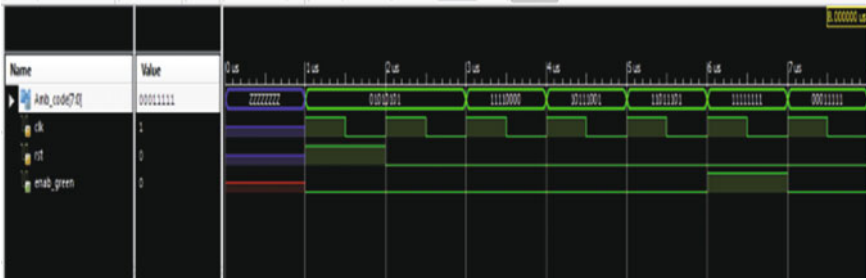 8.000000 us
Name Value 0 us 1 us 2 us 3 us 4 us 5 us 6 us 7 us
Amb_code[7:0] 00011111 ZZZZZZZZ 01010101 11110000 10111001 11011101 11111111 00011111
clk 1
rst 0
enab_green 0